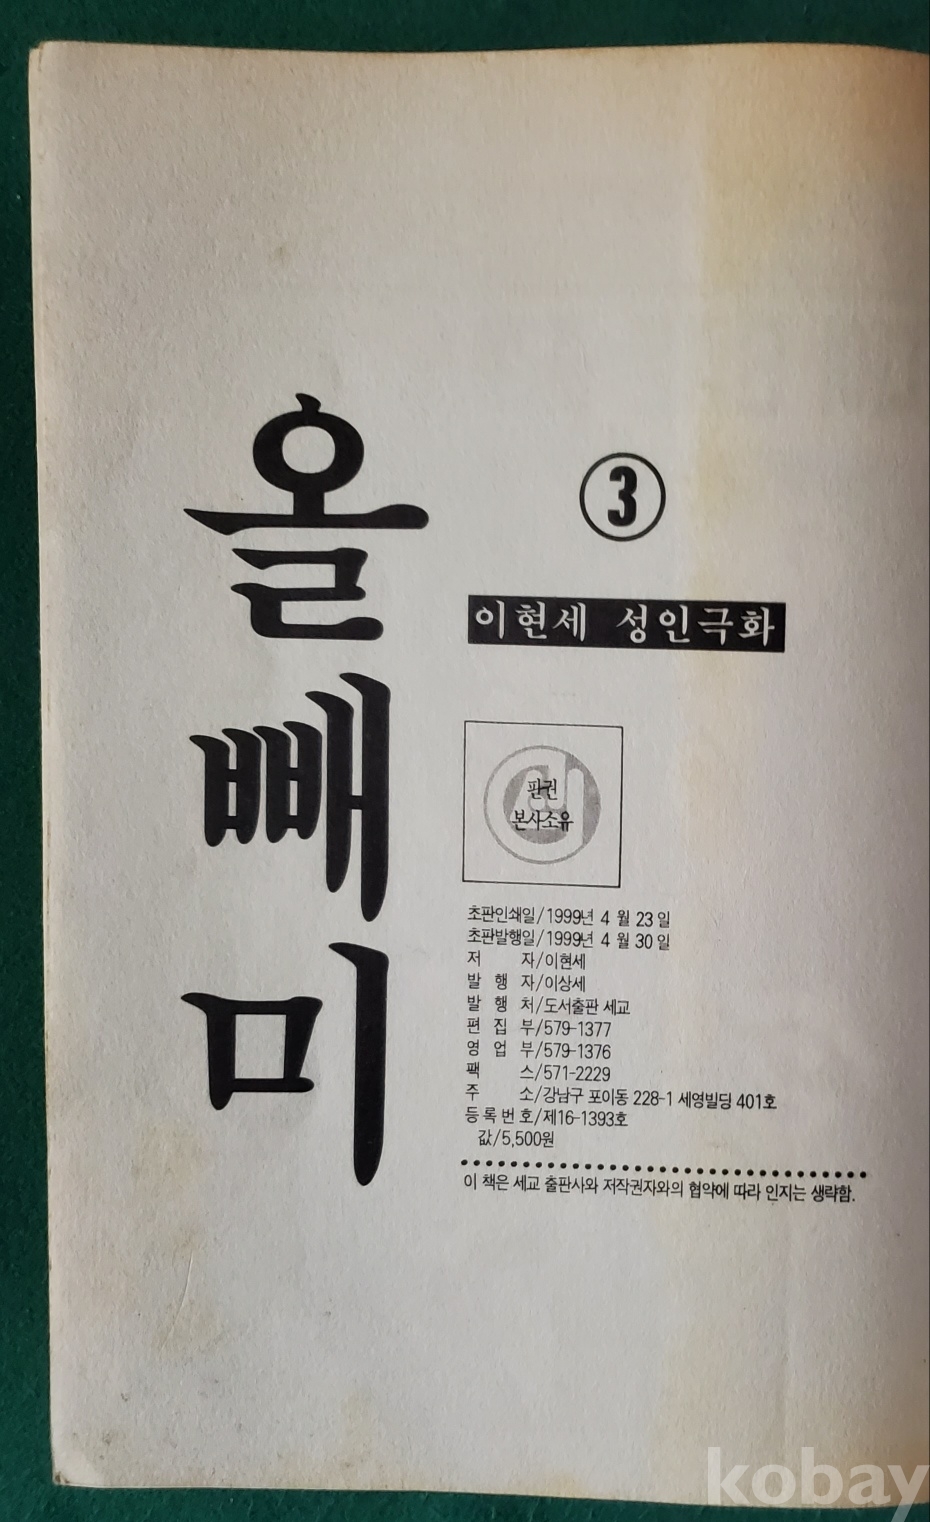 올빼미
3
이현세 성인극화
판권
본사소유
초판인쇄일/1999년 4 월 23 일
초판발행일/1999년 4 월 30 일
저 자/이현세
발 행 자/이상세
발 행 처/도서출판 세교
편 집 부/579-1377
영 업 부/579-1376
팩 스/571-2229
주 소/강남구 포이동 228-1 세영빌딩 401호
등록번호/제16-1393호
값/5,500원
이 책은 세교 출판사와 저작권자와의 협약에 따라 인지는 생략함.
kobay